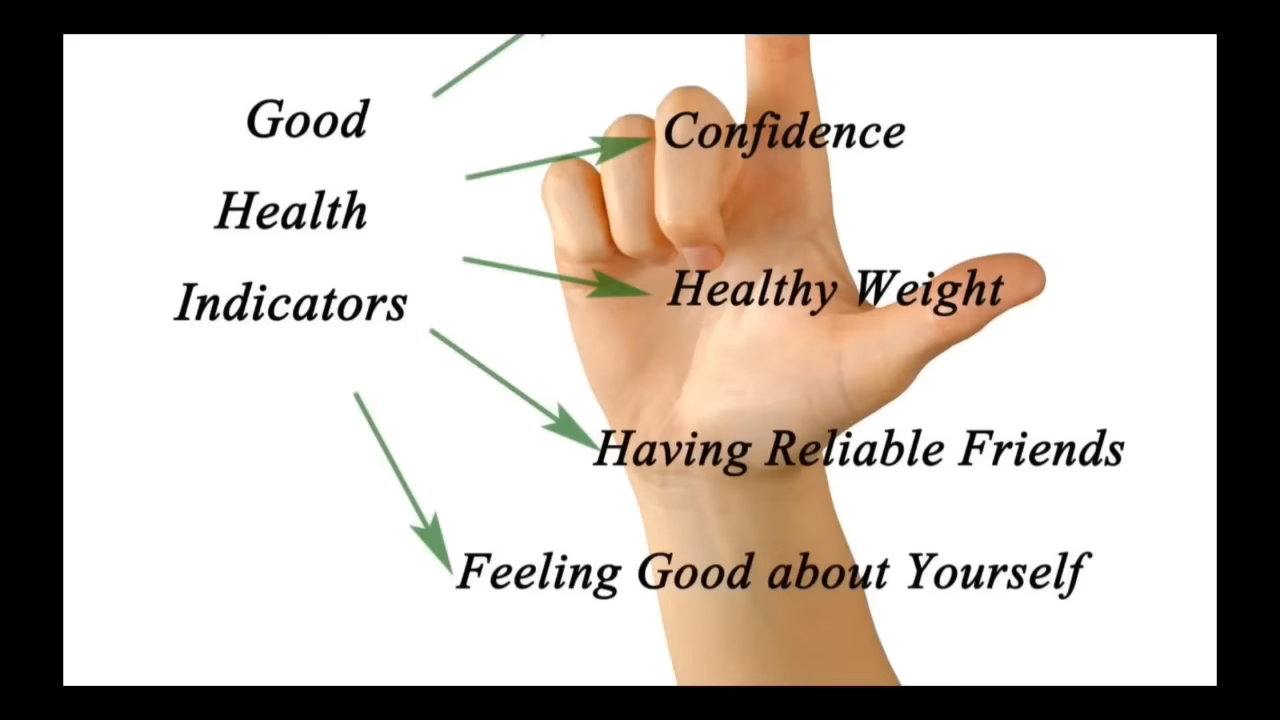 Good
Health
Indicators
Confidence
Healthy Weight
Having Reliable Friends
Feeling Good about Yourself